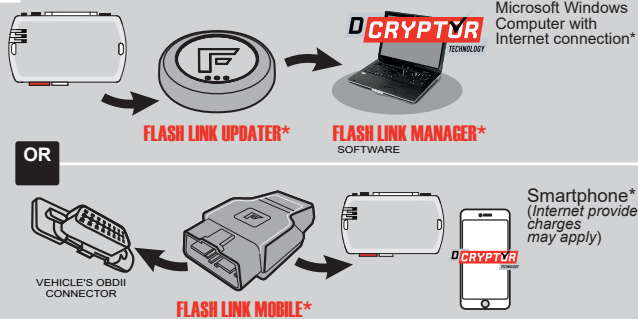 Microsoft Windows
Computer with
Internet connection*
D CRYPTOR
TECHNOLOGY
F
FLASH LINK UPDATER*
FLASH LINK MANAGER*
SOFTWARE
OR
Smartphone*
(Internet provide
charges
may apply)
F
D CRYPTOR
TECHNOLOGY
VEHICLE'S OBDII
CONNECTOR
FLASH LINK MOBILE*